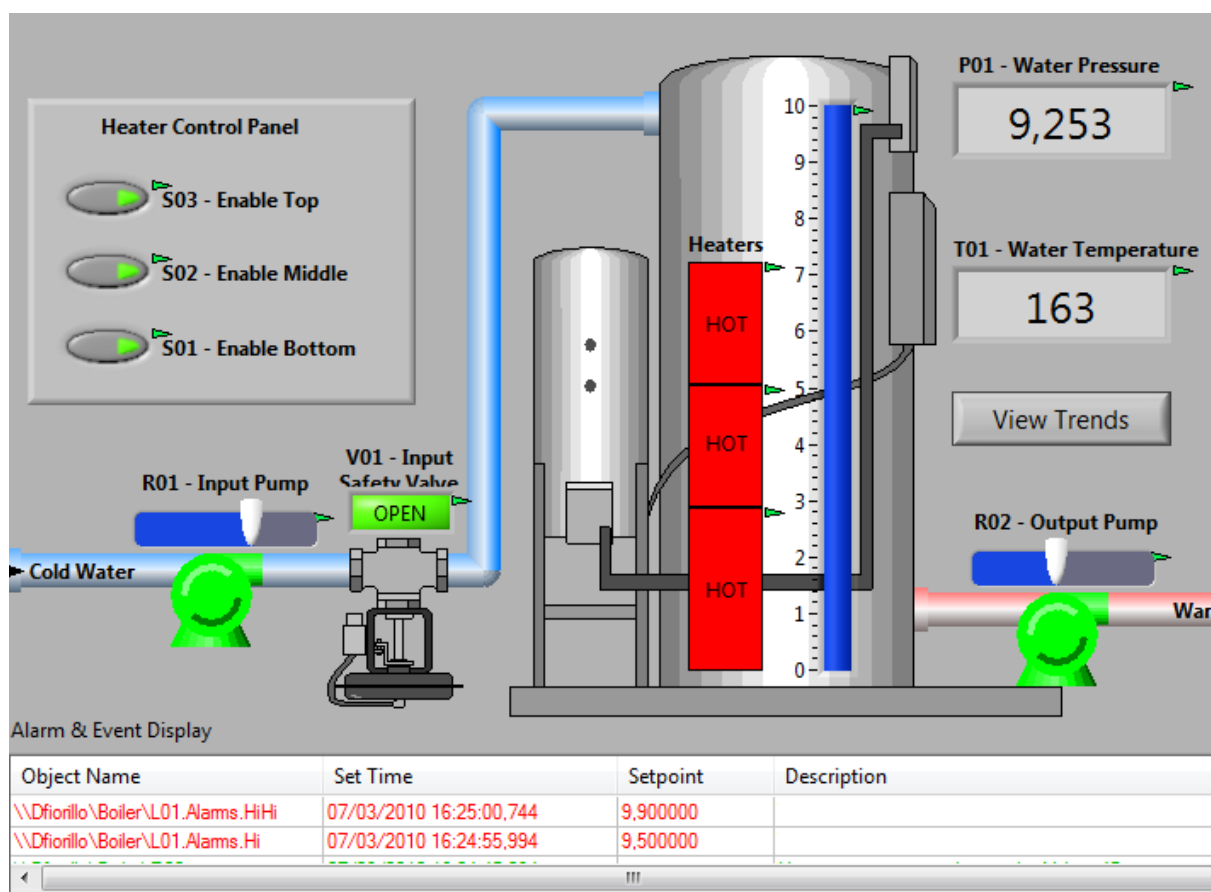 P01 - Water Pressure
9,253
Heater Control Panel
S03 - Enable Top
S02 - Enable Middle
S01 - Enable Bottom
10
9
8
7
6
5
4
3
2
1
0
Heaters
HOT
HOT
HOT
T01 - Water Temperature
163
View Trends
V01 - Input
Safety Valve
OPEN
R01 - Input Pump
R02 - Output Pump
Cold Water
War
Alarm & Event Display
Object Name Set Time Setpoint Description
\\Dfiorillo\Boiler\L01.Alarms.HiHi 07/03/2010 16:25:00,744 9,900000
\\Dfiorillo\Boiler\L01.Alarms.Hi 07/03/2010 16:24:55,994 9,500000